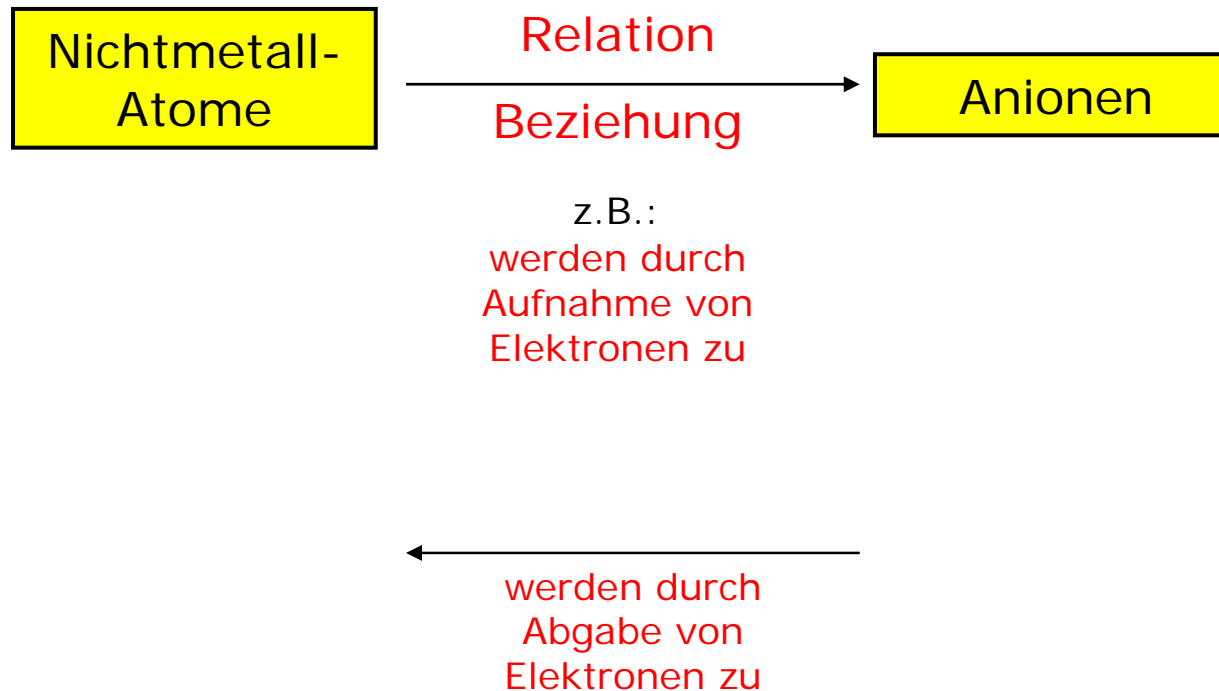 Nichtmetall-
Atome
Relation
Beziehung
Anionen
z.B.:
werden durch
Aufnahme von
Elektronen zu
werden durch
Abgabe von
Elektronen zu